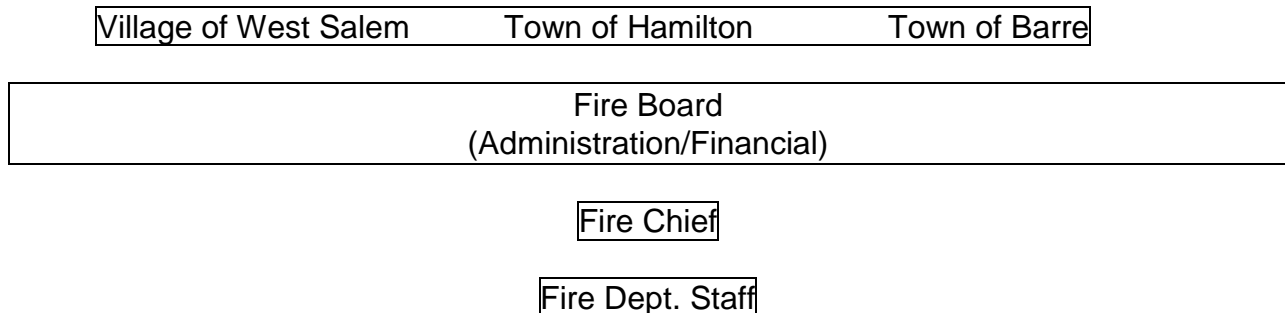 Village of West Salem Town of Hamilton Town of Barre
Fire Board
(Administration/Financial)
Fire Chief
Fire Dept. Staff